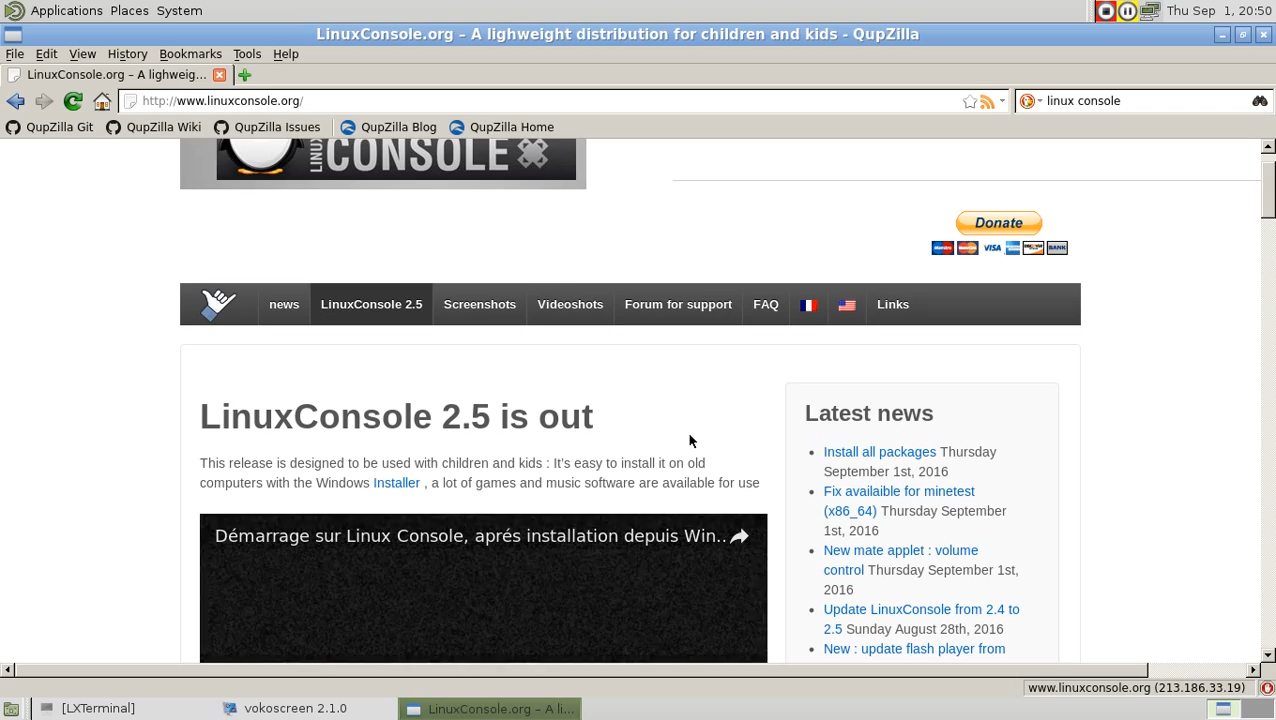 Applications Places System
Thu Sep 1, 20:50
LinuxConsole.org – A lighweight distribution for children and kids - QupZilla
File Edit View History Bookmarks Tools Help
LinuxConsole.org – A lighweig...
http://www.linuxconsole.org/
linux console
QupZilla Git QupZilla Wiki QupZilla Issues QupZilla Blog QupZilla Home
LINUX
CONSOLE
Donate
VISA
BANK
news LinuxConsole 2.5 Screenshots Videoshots Forum for support FAQ Links
LinuxConsole 2.5 is out
This release is designed to be used with children and kids : It's easy to install it on old
computers with the Windows Installer , a lot of games and music software are available for use
Démarrage sur Linux Console, aprés installation depuis Win..
Latest news
Install all packages Thursday
September 1st, 2016
Fix availaible for minetest
(x86_64) Thursday September
1st, 2016
New mate applet : volume
control Thursday September 1st,
2016
Update LinuxConsole from 2.4 to
2.5 Sunday August 28th, 2016
New : update flash player from
www.linuxconsole.org (213.186.33.19)
[LXTerminal]
vokoscreen 2.1.0
LinuxConsole.org – A li...